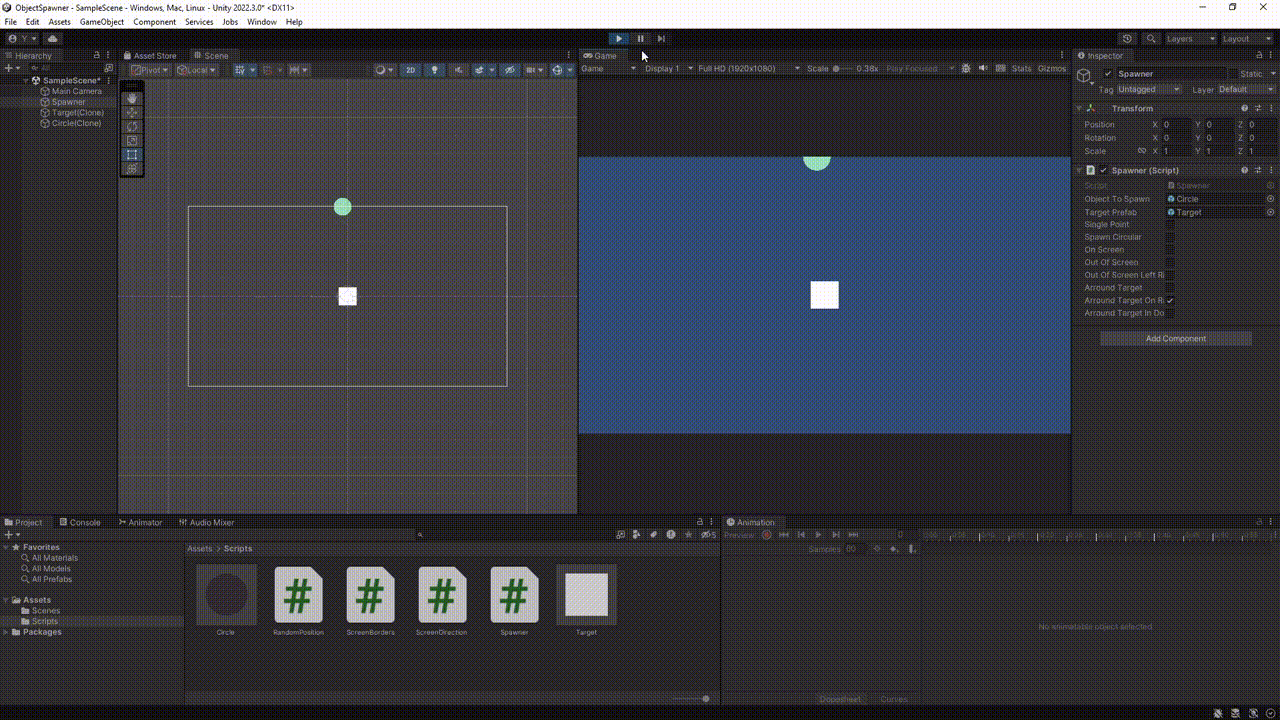 ObjectSpawner - SampleScene - Windows, Mac, Linux - Unity 2022.3.0* <DX11>
File Edit Assets GameObject Component Services Jobs Window Help
Y
Layers Layout
Hierarchy
All
SampleScene*
Main Camera
Spawner
Target(Clone)
Circle(Clone)
Asset Store Scene
Pivot Local 2D
Game
Game Display 1 Full HD (1920x1080) Scale 0.38x Play Focused Stats Gizmos
Inspector
Spawner Static
Tag Untagged Layer Default
Transform
Position X 0 Y 0 Z 0
Rotation X 0 Y 0 Z 0
Scale X 1 Y 1 Z 1
Spawner (Script)
Script Spawner
Object To Spawn Circle
Target Prefab Target
Single Point
Spawn Circular
On Screen
Out Of Screen
Out Of Screen Left Ri
Arround Target
Arround Target On R
Arround Target In Do
Add Component
Project Console Animator Audio Mixer
Favorites
All Materials
All Models
All Prefabs
Assets
Scenes
Scripts
Packages
Assets > Scripts
Circle RandomPosition ScreenBorders ScreenDirection Spawner Target
Animation
Preview
Samples 60
No animatable object selected
Dopesheet Curves